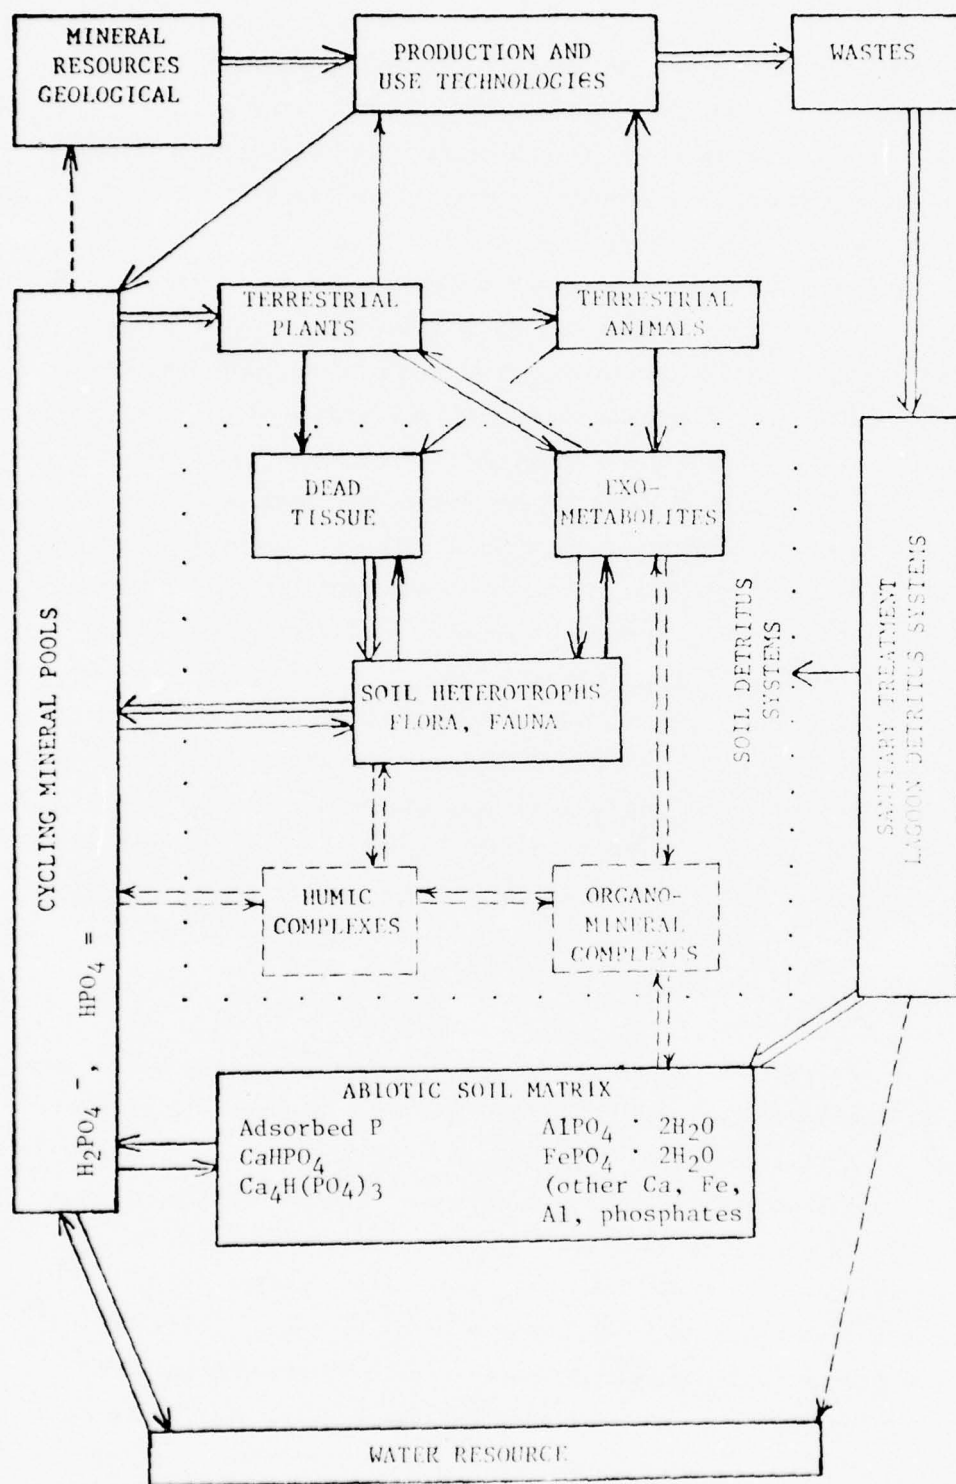 MINERAL
RESOURCES
GEOLOGICAL
PRODUCTION AND
USE TECHNOLOGIES
WASTES
TERRESTRIAL
PLANTS
TERRESTRIAL
ANIMALS
DEAD
TISSUE
EXO-
METABOLITES
SOIL HETEROTROPHS
FLORA, FAUNA
SOIL DETRITUS
SYSTEMS
SANITARY TREATMENT
LAGOON DETRITUS SYSTEMS
CYCLING MINERAL POOLS
H₂PO₄ ⁻, HPO₄ =
HUMIC
COMPLEXES
ORGANO-
MINERAL
COMPLEXES
ABIOTIC SOIL MATRIX
Adsorbed P
CaHPO₄
Ca₄H(PO₄)₃
AlPO₄ · 2H₂O
FePO₄ · 2H₂O
(other Ca, Fe,
Al, phosphates
WATER RESOURCE